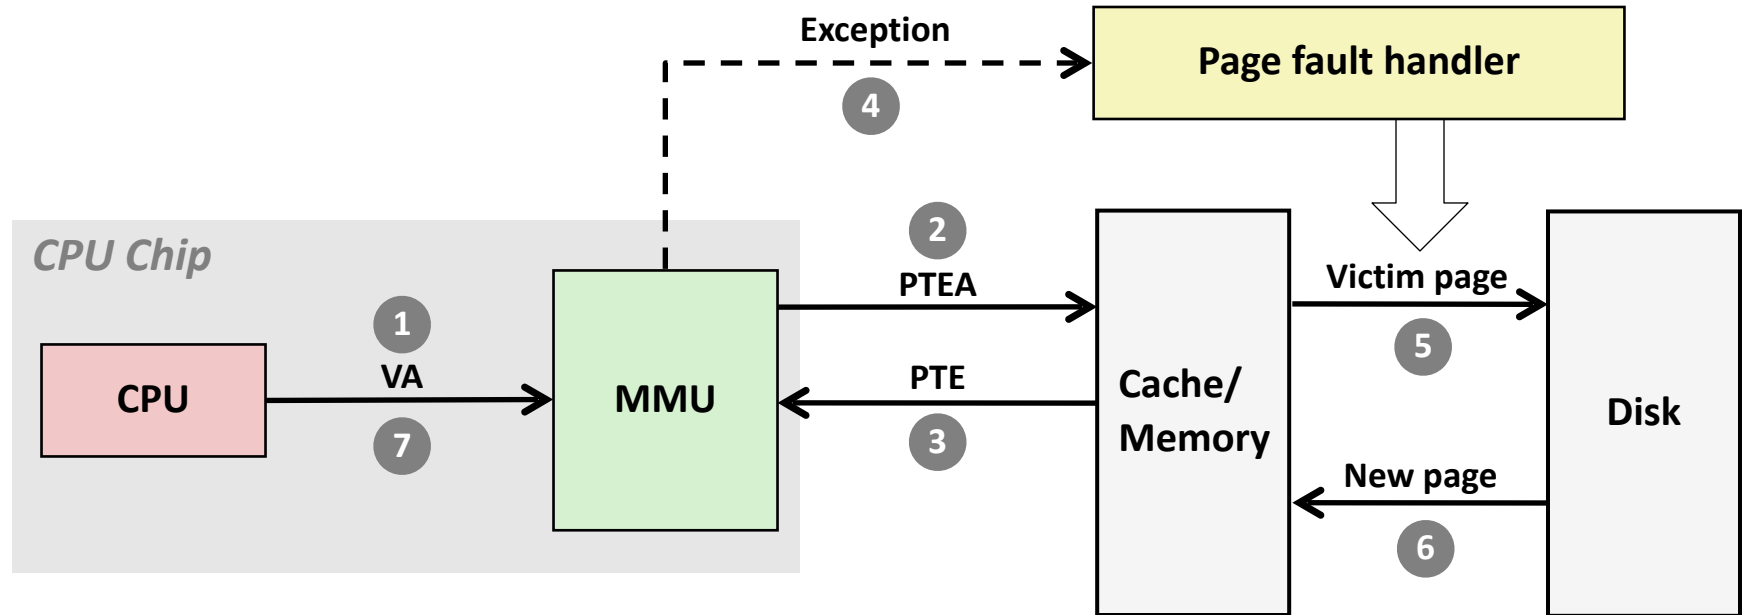 Exception
Page fault handler
4
2
CPU Chip
PTEA
Victim page
1
5
VA
CPU
MMU
PTE
Cache/
Memory
Disk
7
3
New page
6